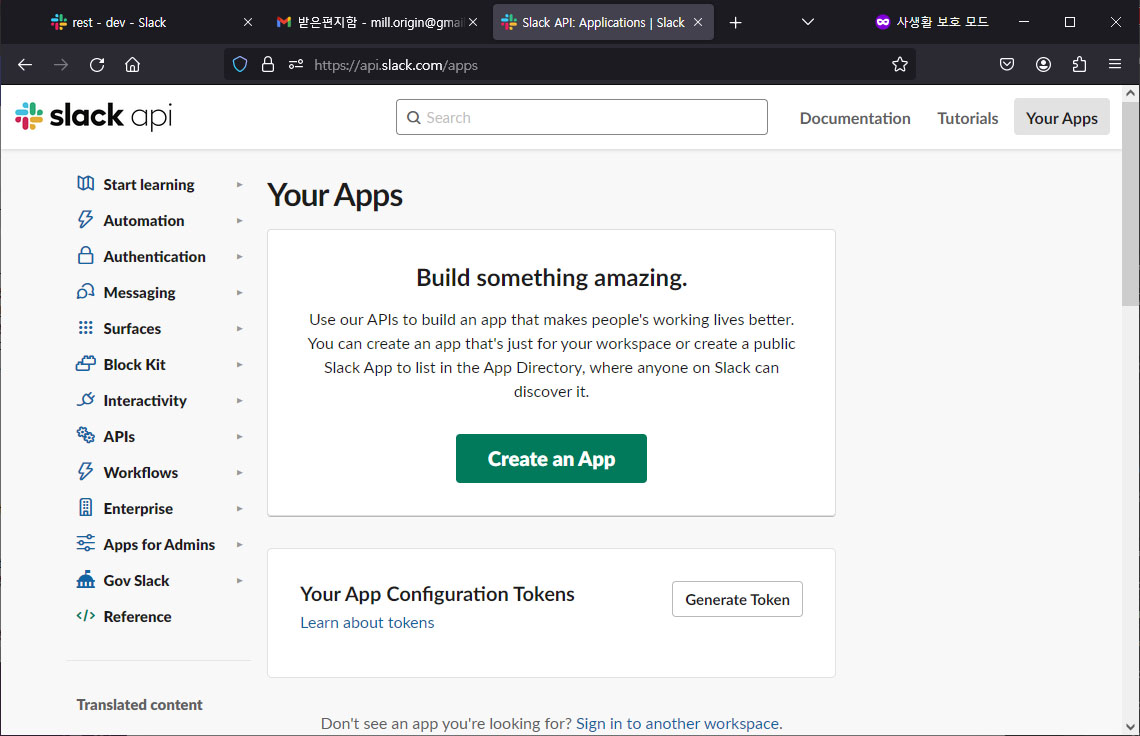 rest - dev - Slack
받은편지함 - mill.origin@gmai
Slack API: Applications | Slack
사생활 보호 모드
https://api.slack.com/apps
slack api
Search
Documentation
Tutorials
Your Apps
Start learning
Automation
Authentication
Messaging
Surfaces
Block Kit
Interactivity
APIs
Workflows
Enterprise
Apps for Admins
Gov Slack
Reference
Translated content
Your Apps
Build something amazing.
Use our APIs to build an app that makes people's working lives better.
You can create an app that's just for your workspace or create a public
Slack App to list in the App Directory, where anyone on Slack can
discover it.
Create an App
Your App Configuration Tokens
Generate Token
Learn about tokens
Don't see an app you're looking for? Sign in to another workspace.